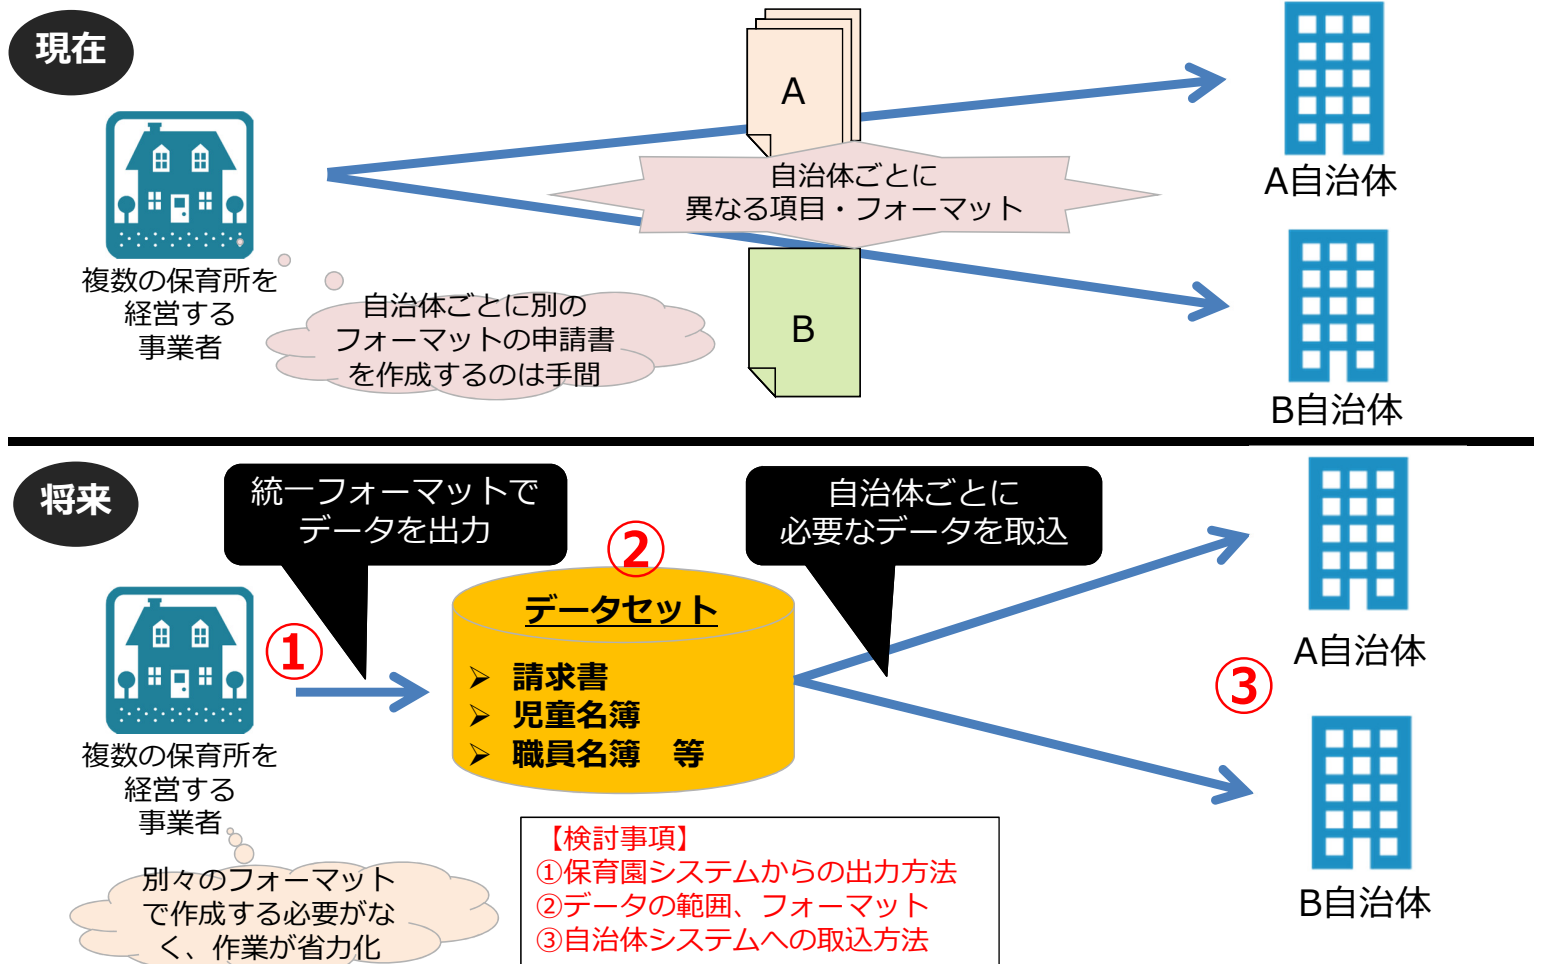 現在
A
自治体ごとに
異なる項目・フォーマット
A自治体
複数の保育所を
経営する
事業者
自治体ごとに別の
フォーマットの申請書
を作成するのは手間
B
B自治体
将来
統一フォーマットで
データを出力
②
自治体ごとに
必要なデータを取込
①
データセット
➢ 請求書
➢ 児童名簿
➢ 職員名簿　等
A自治体
③
複数の保育所を
経営する
事業者
別々のフォーマット
で作成する必要がな
く、作業が省力化
【検討事項】
①保育園システムからの出力方法
②データの範囲、フォーマット
③自治体システムへの取込方法
B自治体